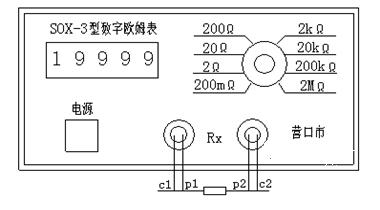 SOX-3型数字欧姆表
19999
200Ω 2kΩ
20Ω 20kΩ
2Ω 200kΩ
200mΩ 2MΩ
电源
Rx
营口市
c1 p1 p2 c2